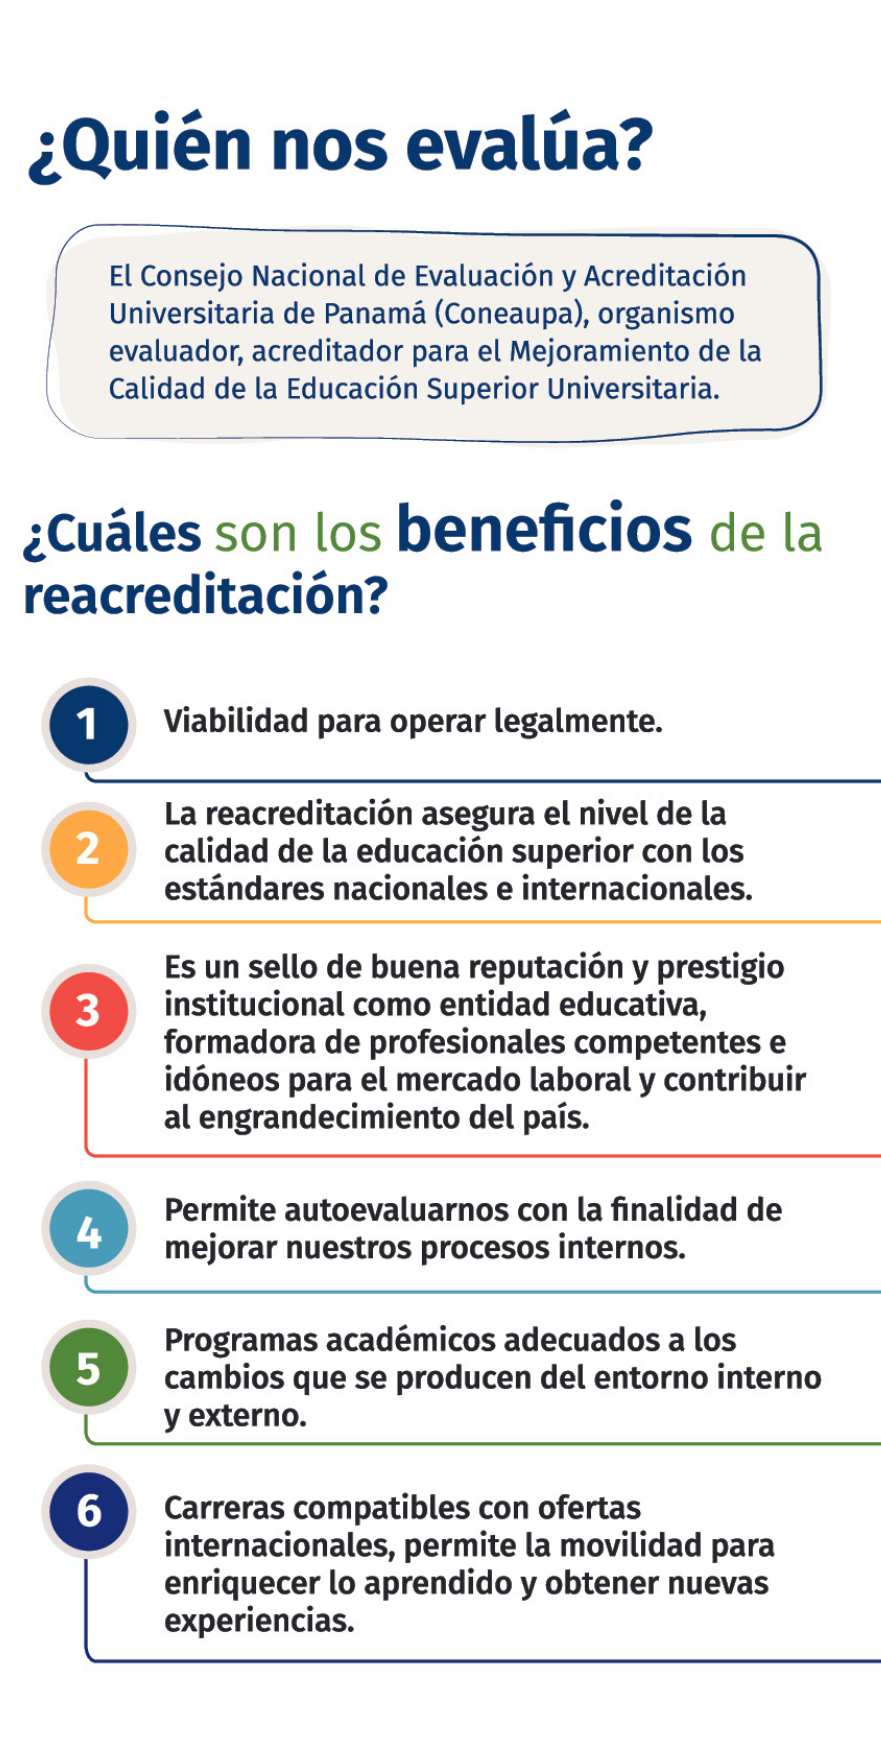 ¿Quién nos evalúa?
El Consejo Nacional de Evaluación y Acreditación
Universitaria de Panamá (Coneaupa), organismo
evaluador, acreditador para el Mejoramiento de la
Calidad de la Educación Superior Universitaria.
¿Cuáles son los beneficios de la
reacreditación?
1
Viabilidad para operar legalmente.
2
La reacreditación asegura el nivel de la
calidad de la educación superior con los
estándares nacionales e internacionales.
3
Es un sello de buena reputación y prestigio
institucional como entidad educativa,
formadora de profesionales competentes e
idóneos para el mercado laboral y contribuir
al engrandecimiento del país.
4
Permite autoevaluarnos con la finalidad de
mejorar nuestros procesos internos.
5
Programas académicos adecuados a los
cambios que se producen del entorno interno
y externo.
6
Carreras compatibles con ofertas
internacionales, permite la movilidad para
enriquecer lo aprendido y obtener nuevas
experiencias.